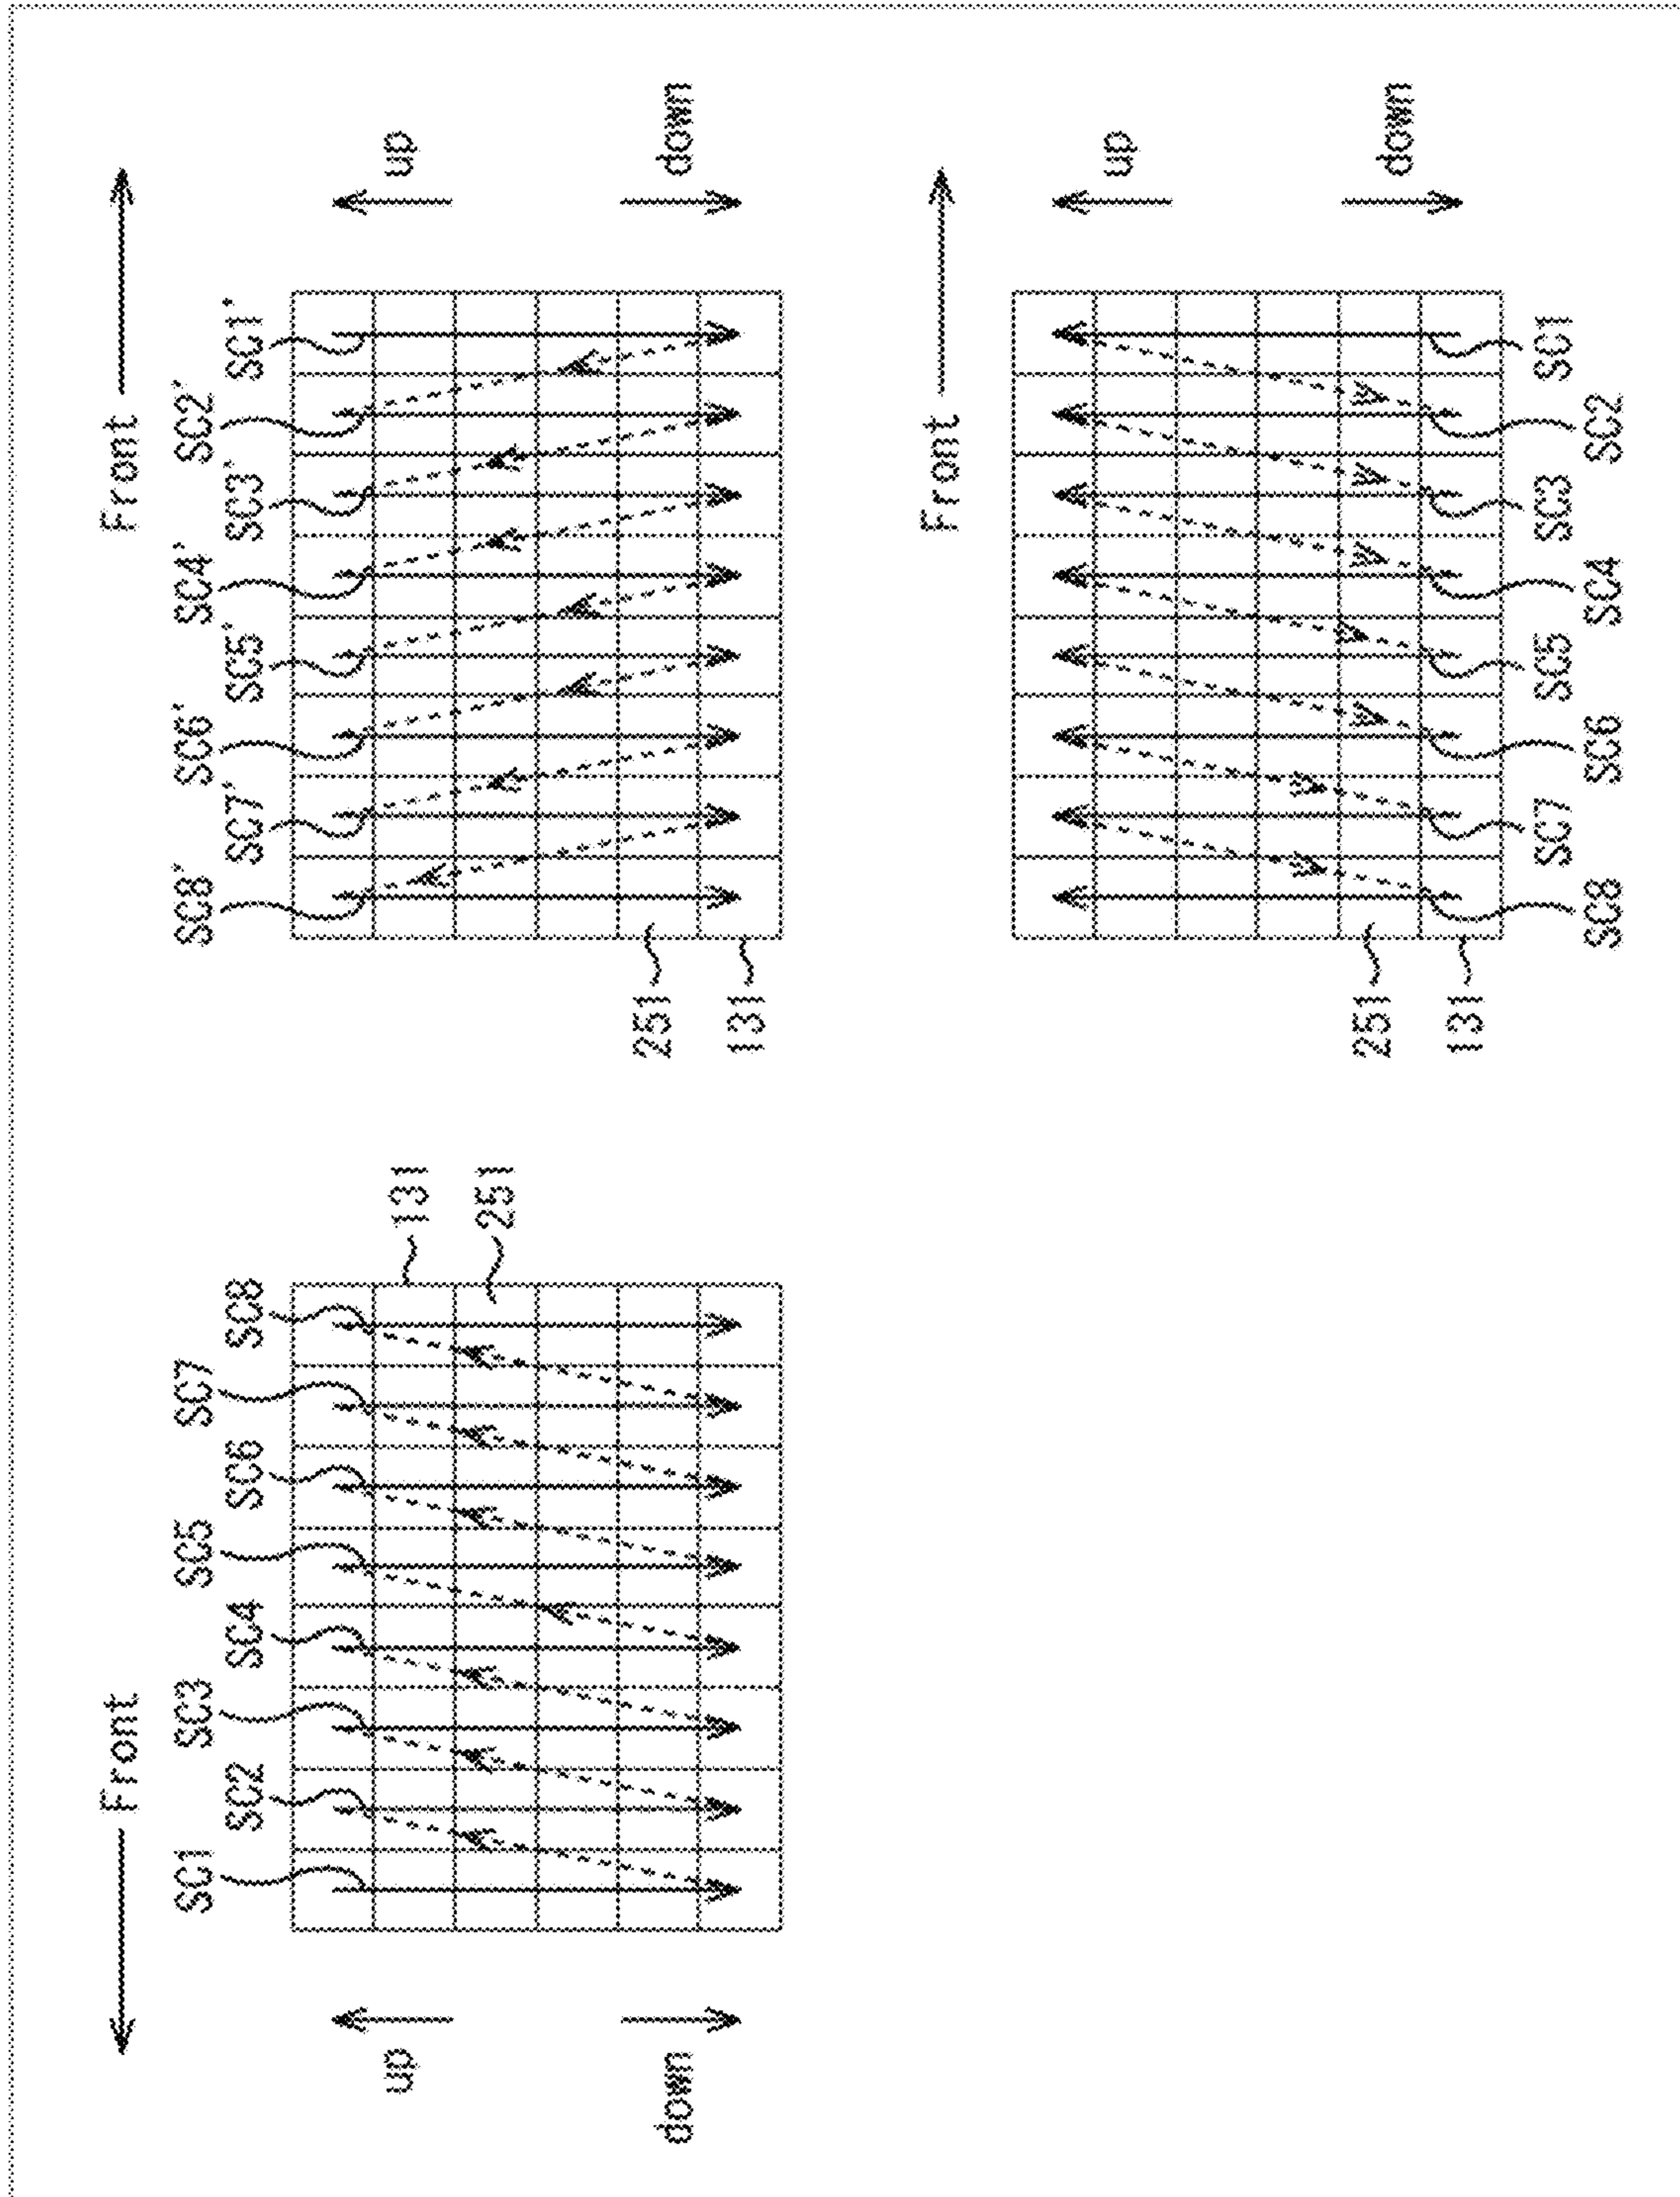 Front
up
down
SC1'
SC2'
SC3'
SC4'
SC5'
SC6'
SC7'
SC8'
251
131
Front
up
down
SC1
SC2
SC3
SC4
SC5
SC6
SC7
SC8
251
131
131
251
SC8
SC7
SC6
SC5
SC4
SC3
SC2
SC1
Front
up
down